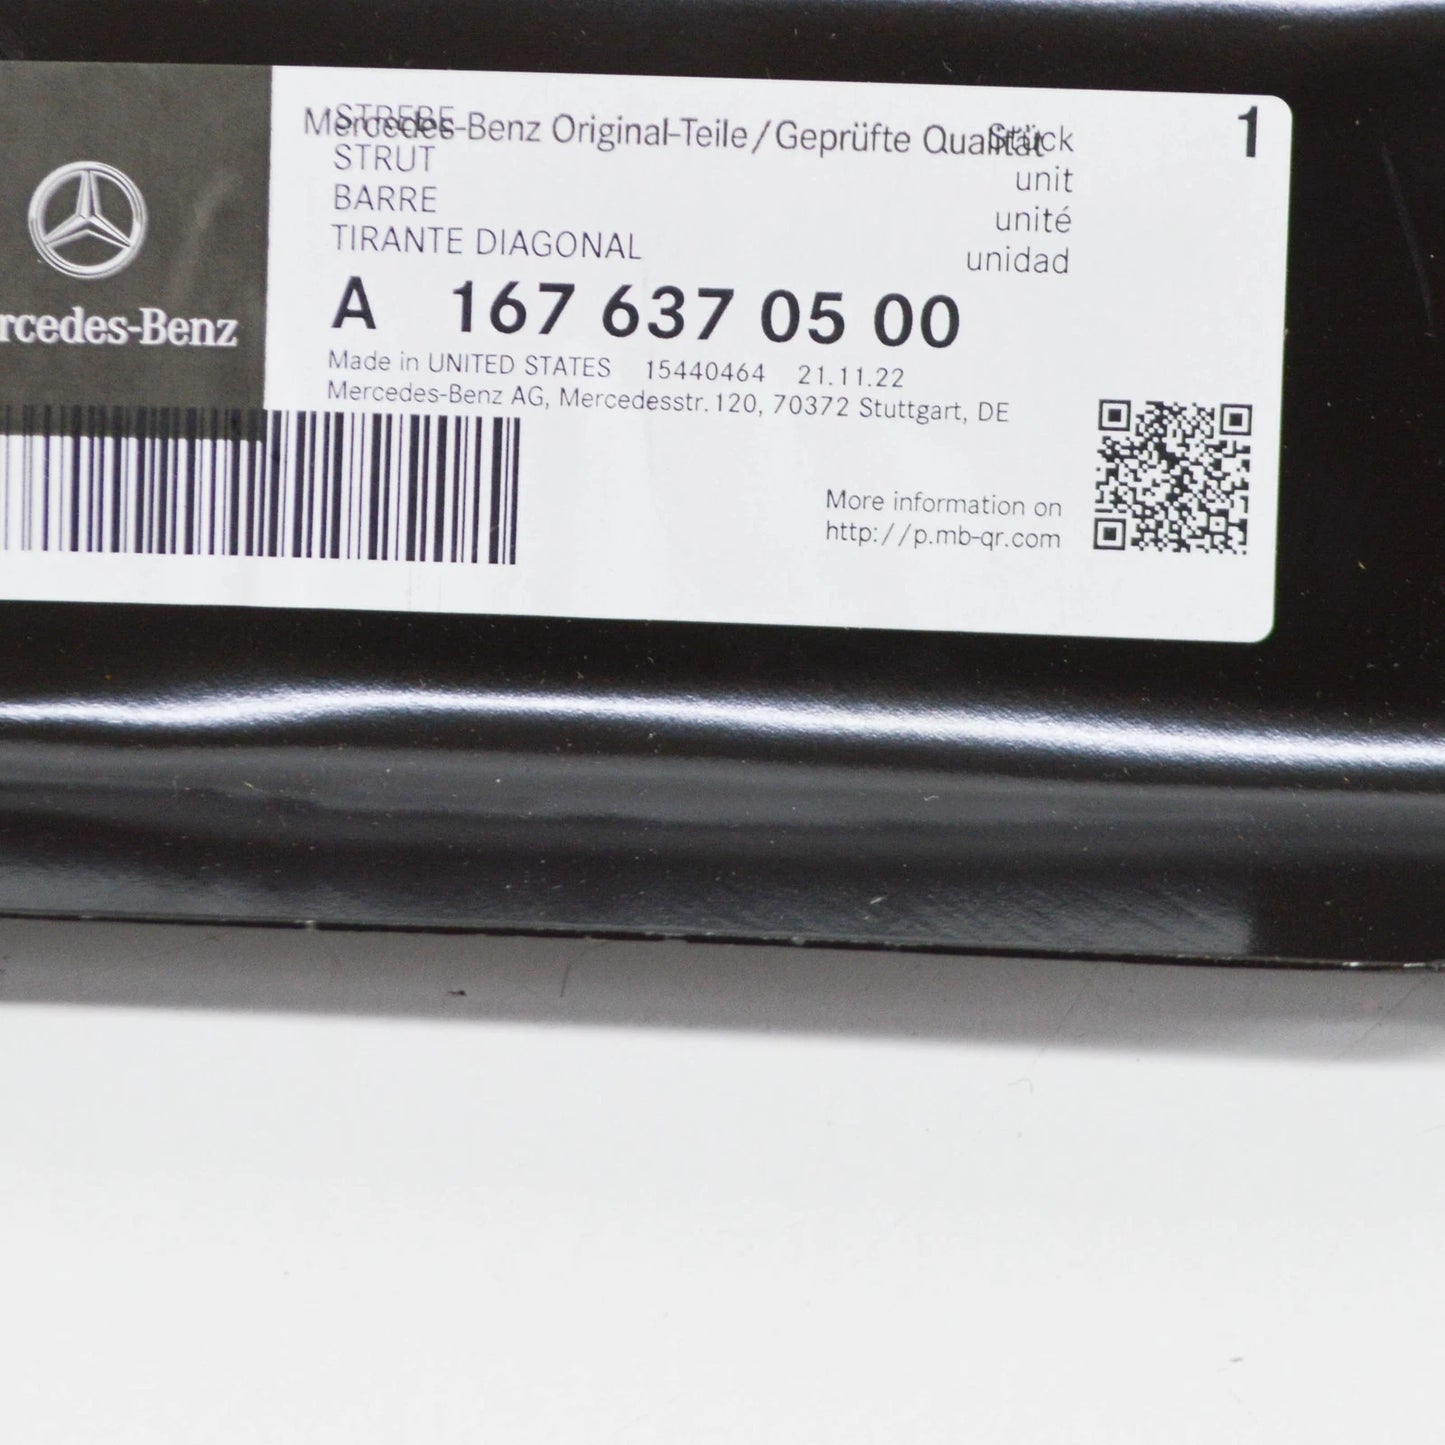 Mercedes-Benz Original-Teile/Geprüfte Qualität
STREBE
STRUT
BARRE
TIRANTE DIAGONAL
Stück
unit
unité
unidad
1
rcedes-Benz
A 167 637 05 00
Made in UNITED STATES 15440464 21.11.22
Mercedes-Benz AG, Mercedesstr. 120, 70372 Stuttgart, DE
More information on
http://p.mb-qr.com